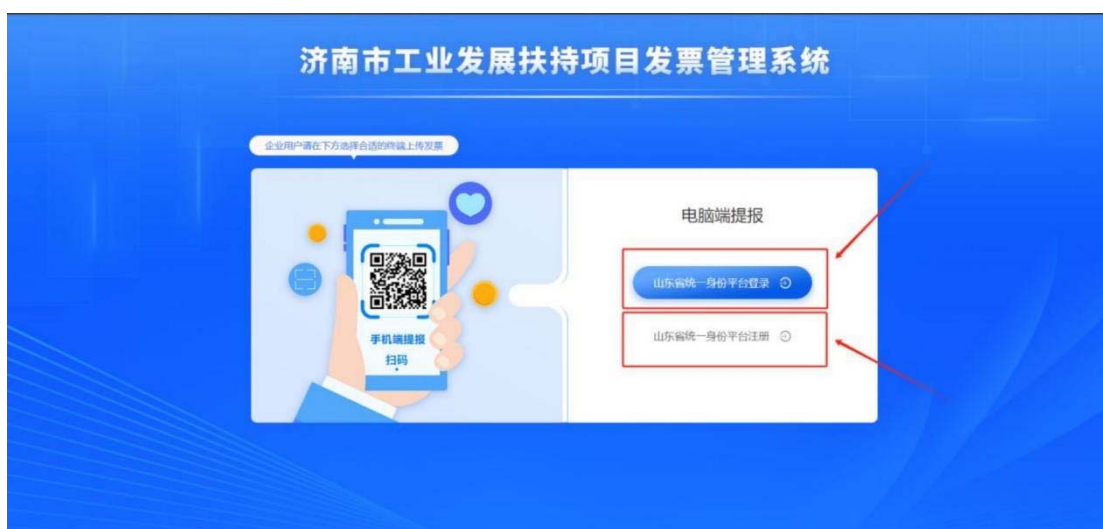 济南市工业发展扶持项目发票管理系统
企业用户请在下方选择合适的终端上传发票
电脑端提报
山东省统一身份平台登录
山东省统一身份平台注册
手机端提报
扫码